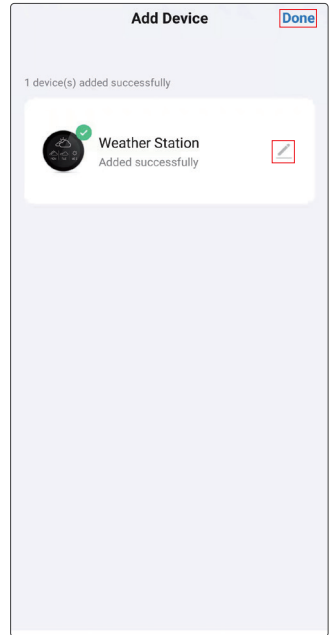 Add Device
Done
1 device(s) added successfully
Weather Station
Added successfully